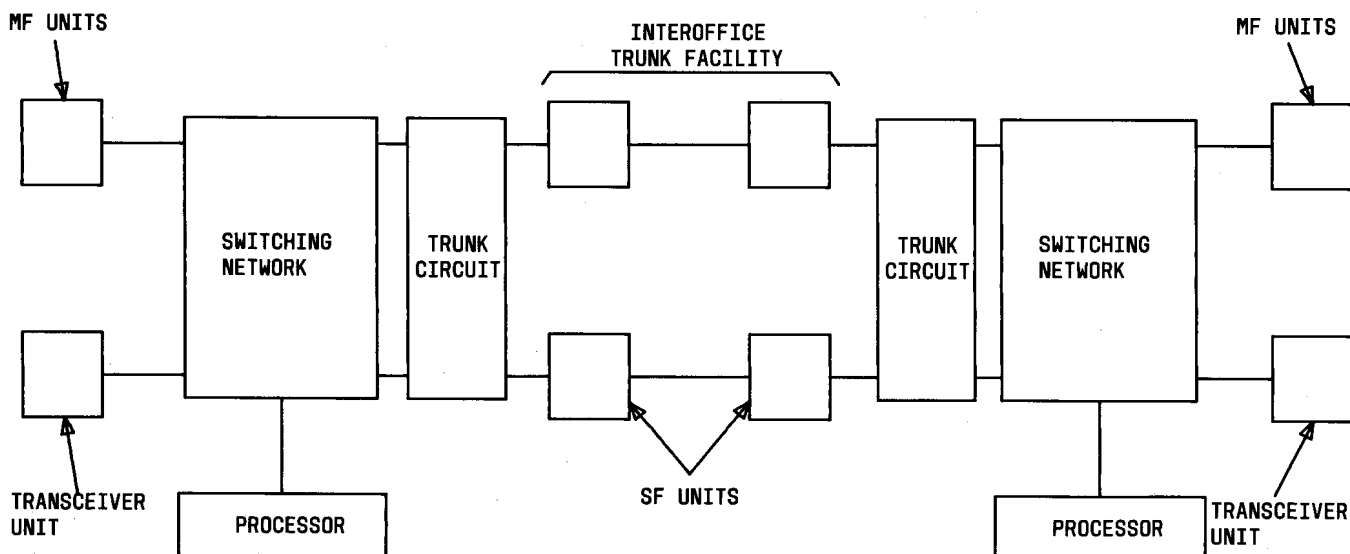 MF UNITS
INTEROFFICE
TRUNK FACILITY
MF UNITS
SWITCHING
NETWORK
TRUNK
CIRCUIT
TRUNK
CIRCUIT
SWITCHING
NETWORK
TRANSCEIVER
UNIT
PROCESSOR
SF UNITS
PROCESSOR
TRANSCEIVER
UNIT